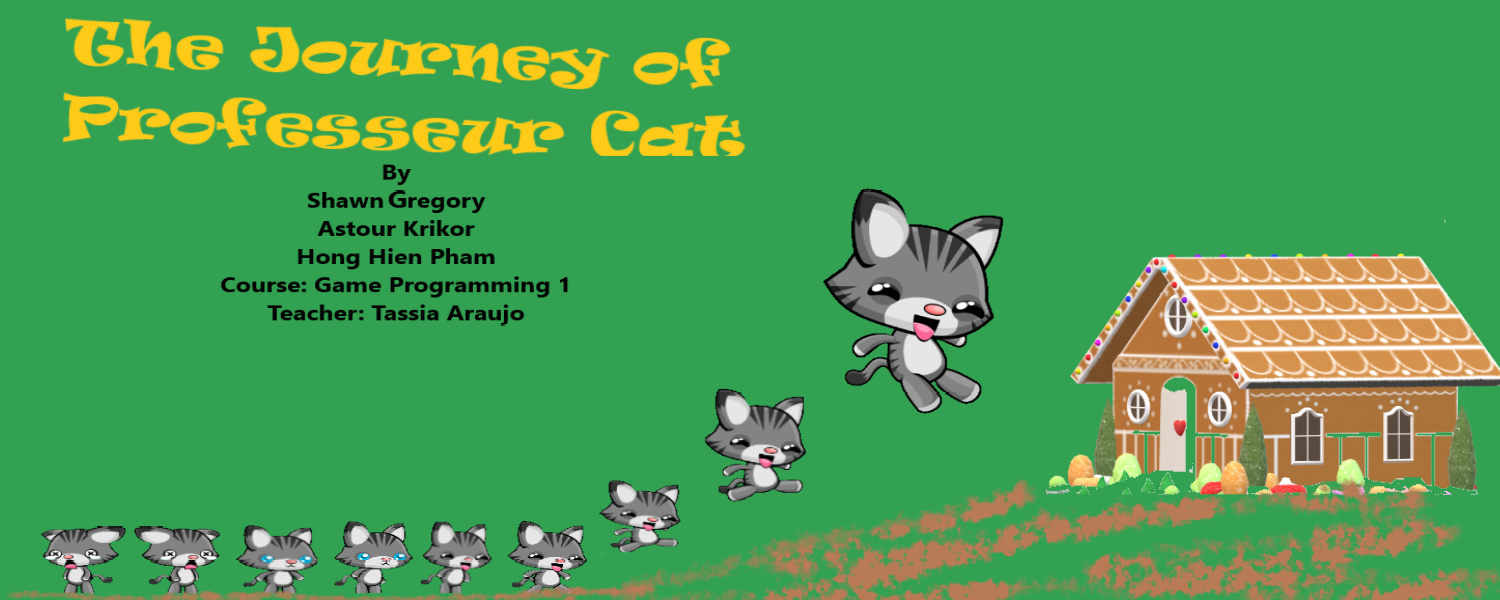 The Journey of
Professeur Cat
By
Shawn Gregory
Astour Krikor
Hong Hien Pham
Course: Game Programming 1
Teacher: Tassia Araujo